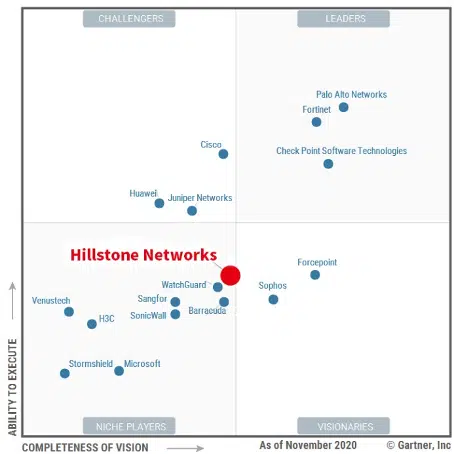 CHALLENGERS
LEADERS
Palo Alto Networks
Fortinet
Cisco
Check Point Software Technologies
Huawei
Juniper Networks
Hillstone Networks
Forcepoint
WatchGuard
Sophos
Sangfor
Venustech
Barracuda
SonicWall
H3C
Stormshield
Microsoft
ABILITY TO EXECUTE
NICHE PLAYERS
VISIONARIES
COMPLETENESS OF VISION
As of November 2020
© Gartner, Inc